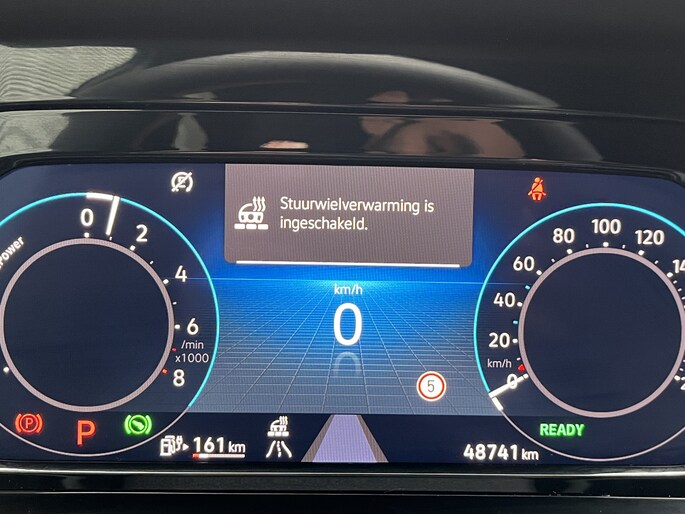 Stuurwielverwarming is
ingeschakeld.
Power
0
2
4
6
8
/min
x1000
km/h
0
5
0
20
40
60
80
100
120
km/h
P
P
161 km
48741 km
READY